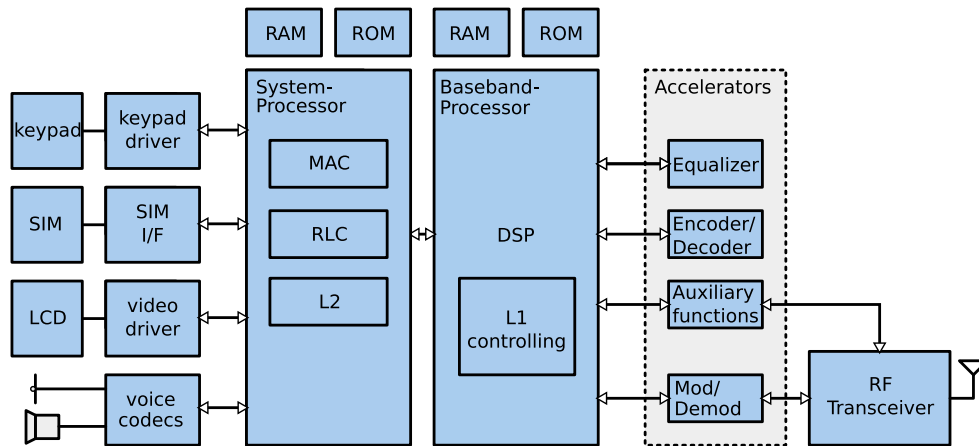 RAM
ROM
RAM
ROM
System-
Processor
Baseband-
Processor
Accelerators
keypad
keypad
driver
MAC
Equalizer
SIM
SIM
I/F
RLC
DSP
Encoder/
Decoder
LCD
video
driver
L2
L1
controlling
Auxiliary
functions
voice
codecs
Mod/
Demod
RF
Transceiver